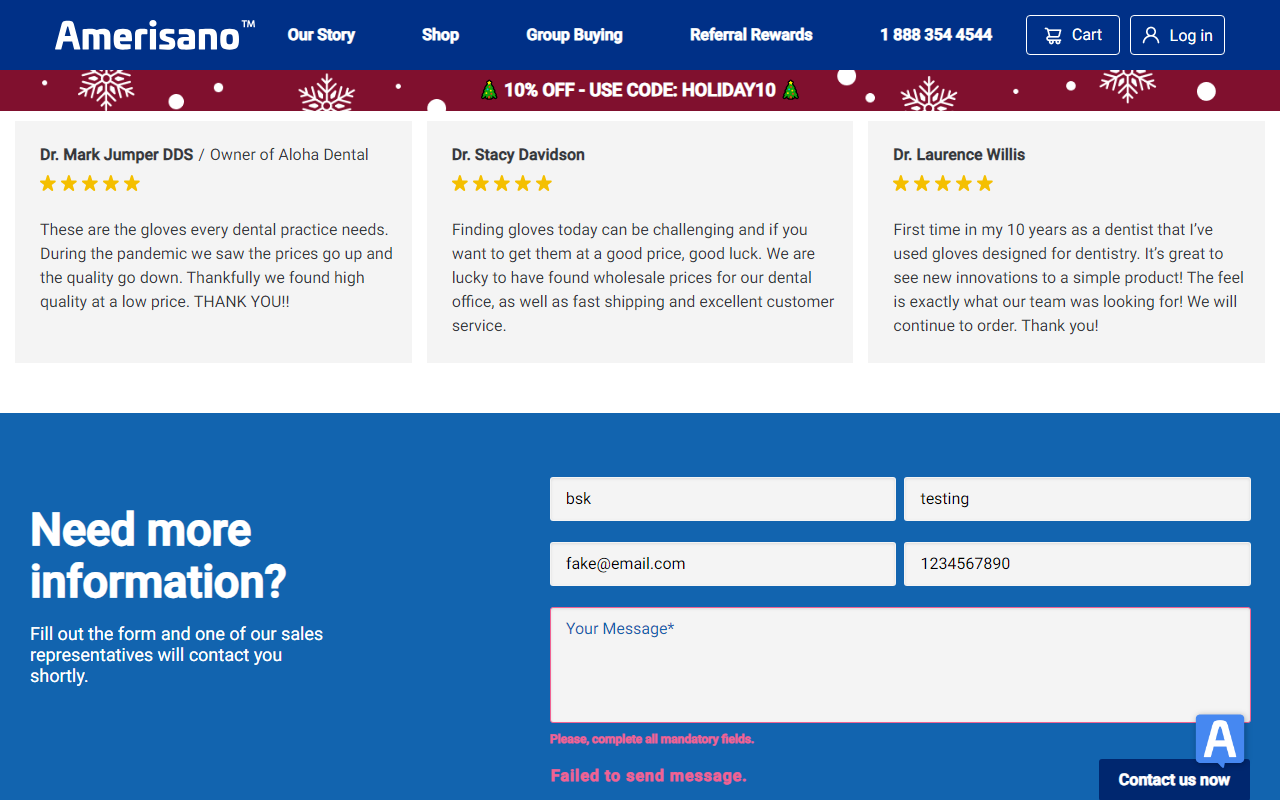 Amerisano™
Our Story
Shop
Group Buying
Referral Rewards
1 888 354 4544
Cart
Log in
10% OFF - USE CODE: HOLIDAY10
Dr. Mark Jumper DDS / Owner of Aloha Dental
These are the gloves every dental practice needs.
During the pandemic we saw the prices go up and
the quality go down. Thankfully we found high
quality at a low price. THANK YOU!!
Dr. Stacy Davidson
Finding gloves today can be challenging and if you
want to get them at a good price, good luck. We are
lucky to have found wholesale prices for our dental
office, as well as fast shipping and excellent customer
service.
Dr. Laurence Willis
First time in my 10 years as a dentist that I’ve
used gloves designed for dentistry. It’s great to
see new innovations to a simple product! The feel
is exactly what our team was looking for! We will
continue to order. Thank you!
Need more
information?
Fill out the form and one of our sales
representatives will contact you
shortly.
bsk
testing
fake@email.com
1234567890
Your Message*
Please, complete all mandatory fields.
Failed to send message.
A
Contact us now